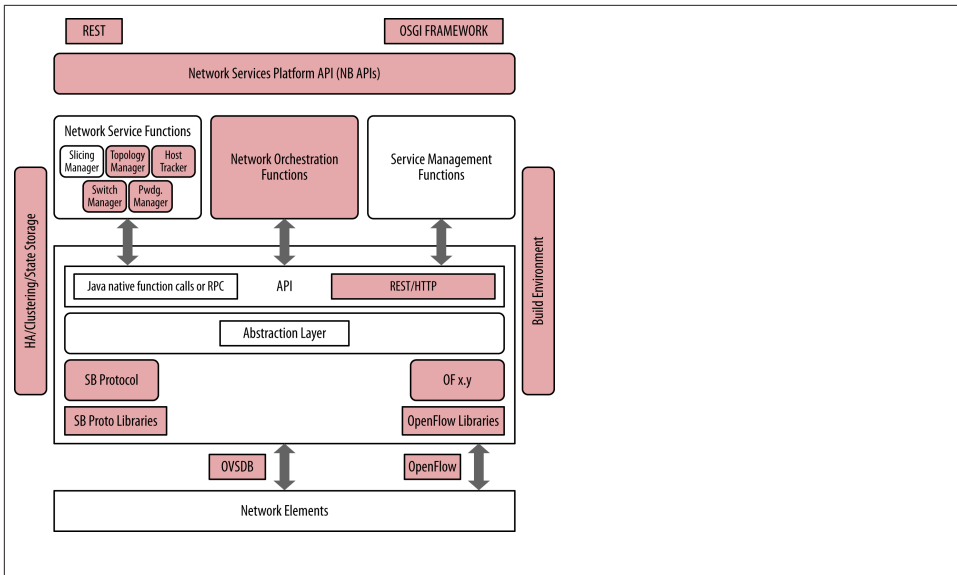 REST
OSGI FRAMEWORK
Network Services Platform API (NB APIs)
Network Service Functions
Slicing
Manager
Topology
Manager
Host
Tracker
Switch
Manager
Pwdg.
Manager
Network Orchestration
Functions
Service Management
Functions
HA/Clustering/State Storage
Build Environment
Java native function calls or RPC
API
REST/HTTP
Abstraction Layer
SB Protocol
OF x.y
SB Proto Libraries
OpenFlow Libraries
OVSDB
OpenFlow
Network Elements